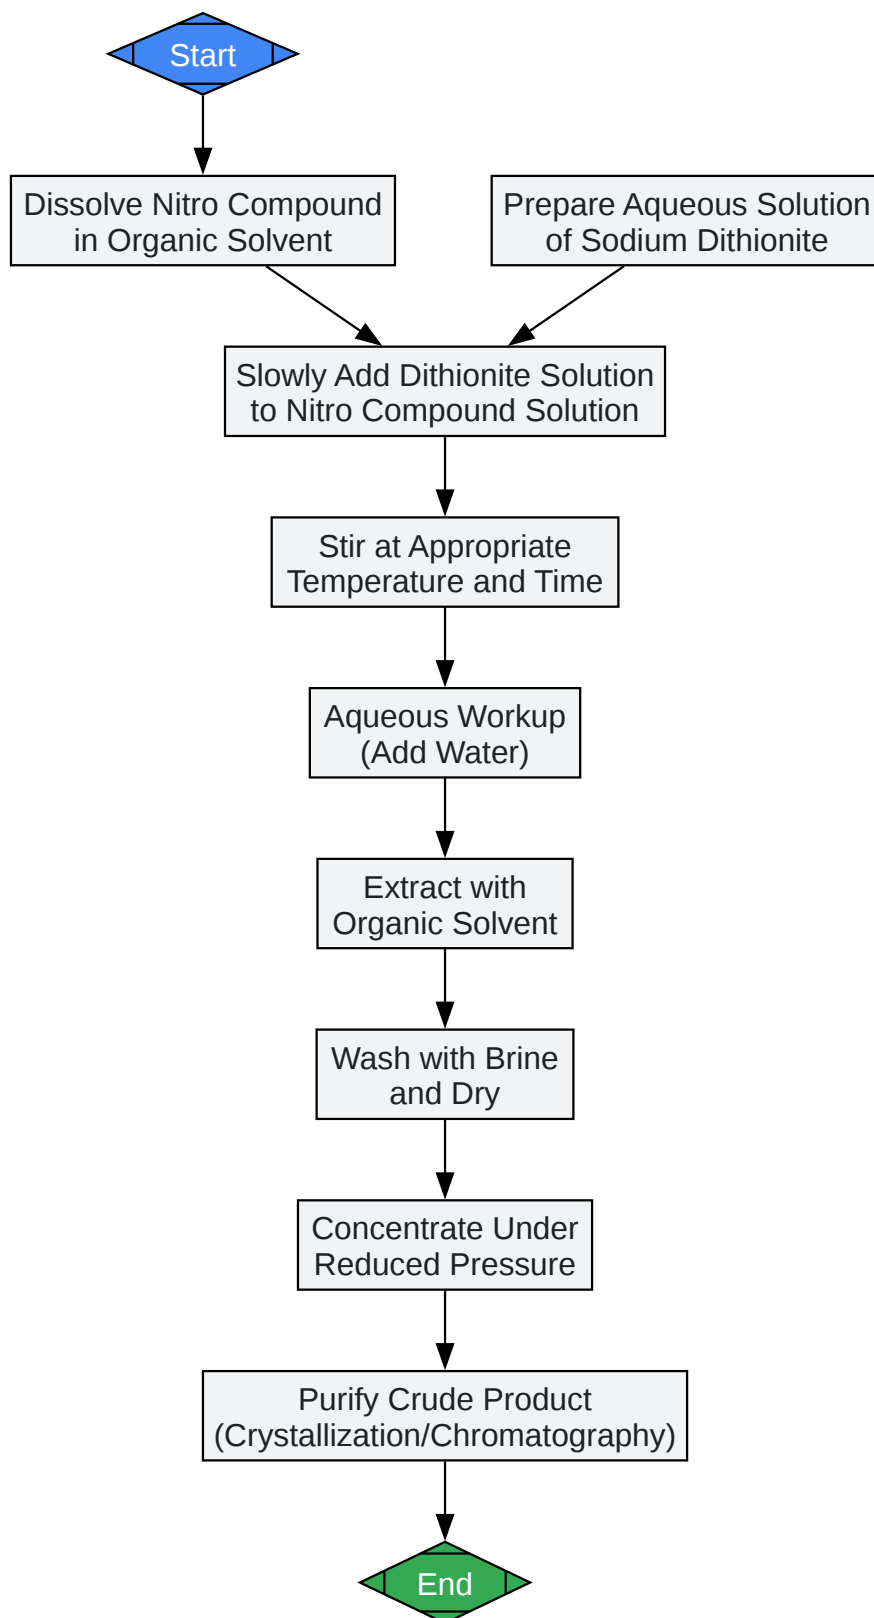 Start
Dissolve Nitro Compound
in Organic Solvent
Prepare Aqueous Solution
of Sodium Dithionite
Slowly Add Dithionite Solution
to Nitro Compound Solution
Stir at Appropriate
Temperature and Time
Aqueous Workup
(Add Water)
Extract with
Organic Solvent
Wash with Brine
and Dry
Concentrate Under
Reduced Pressure
Purify Crude Product
(Crystallization/Chromatography)
End